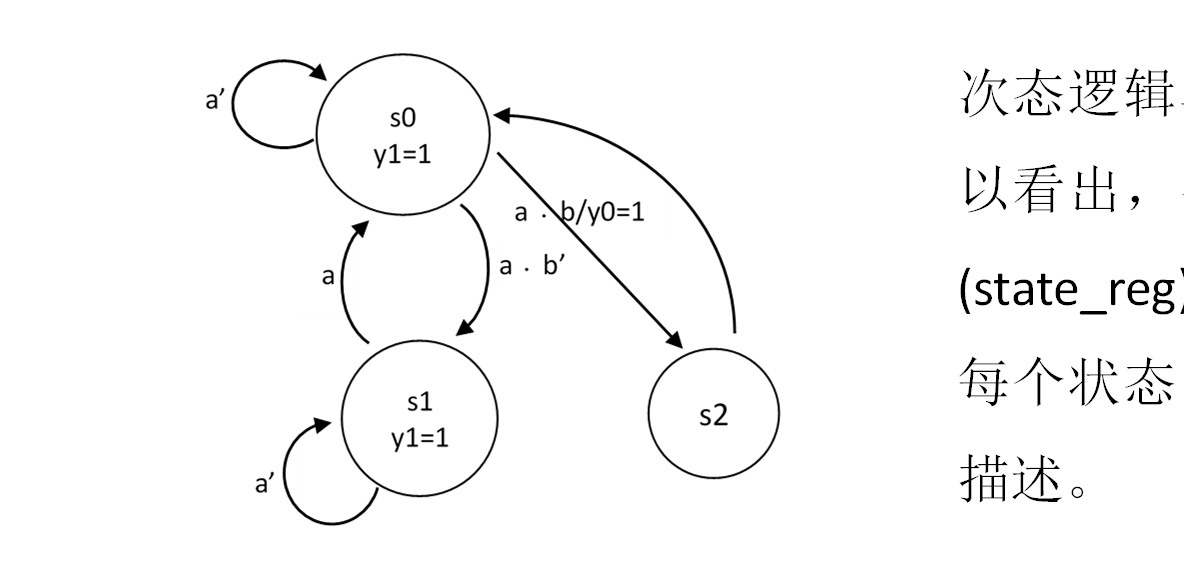 a’
s0
y1=1
a · b/y0=1
a
a · b’
s1
y1=1
s2
a’
次态逻辑
以看出，
(state_reg)
每个状态
描述。